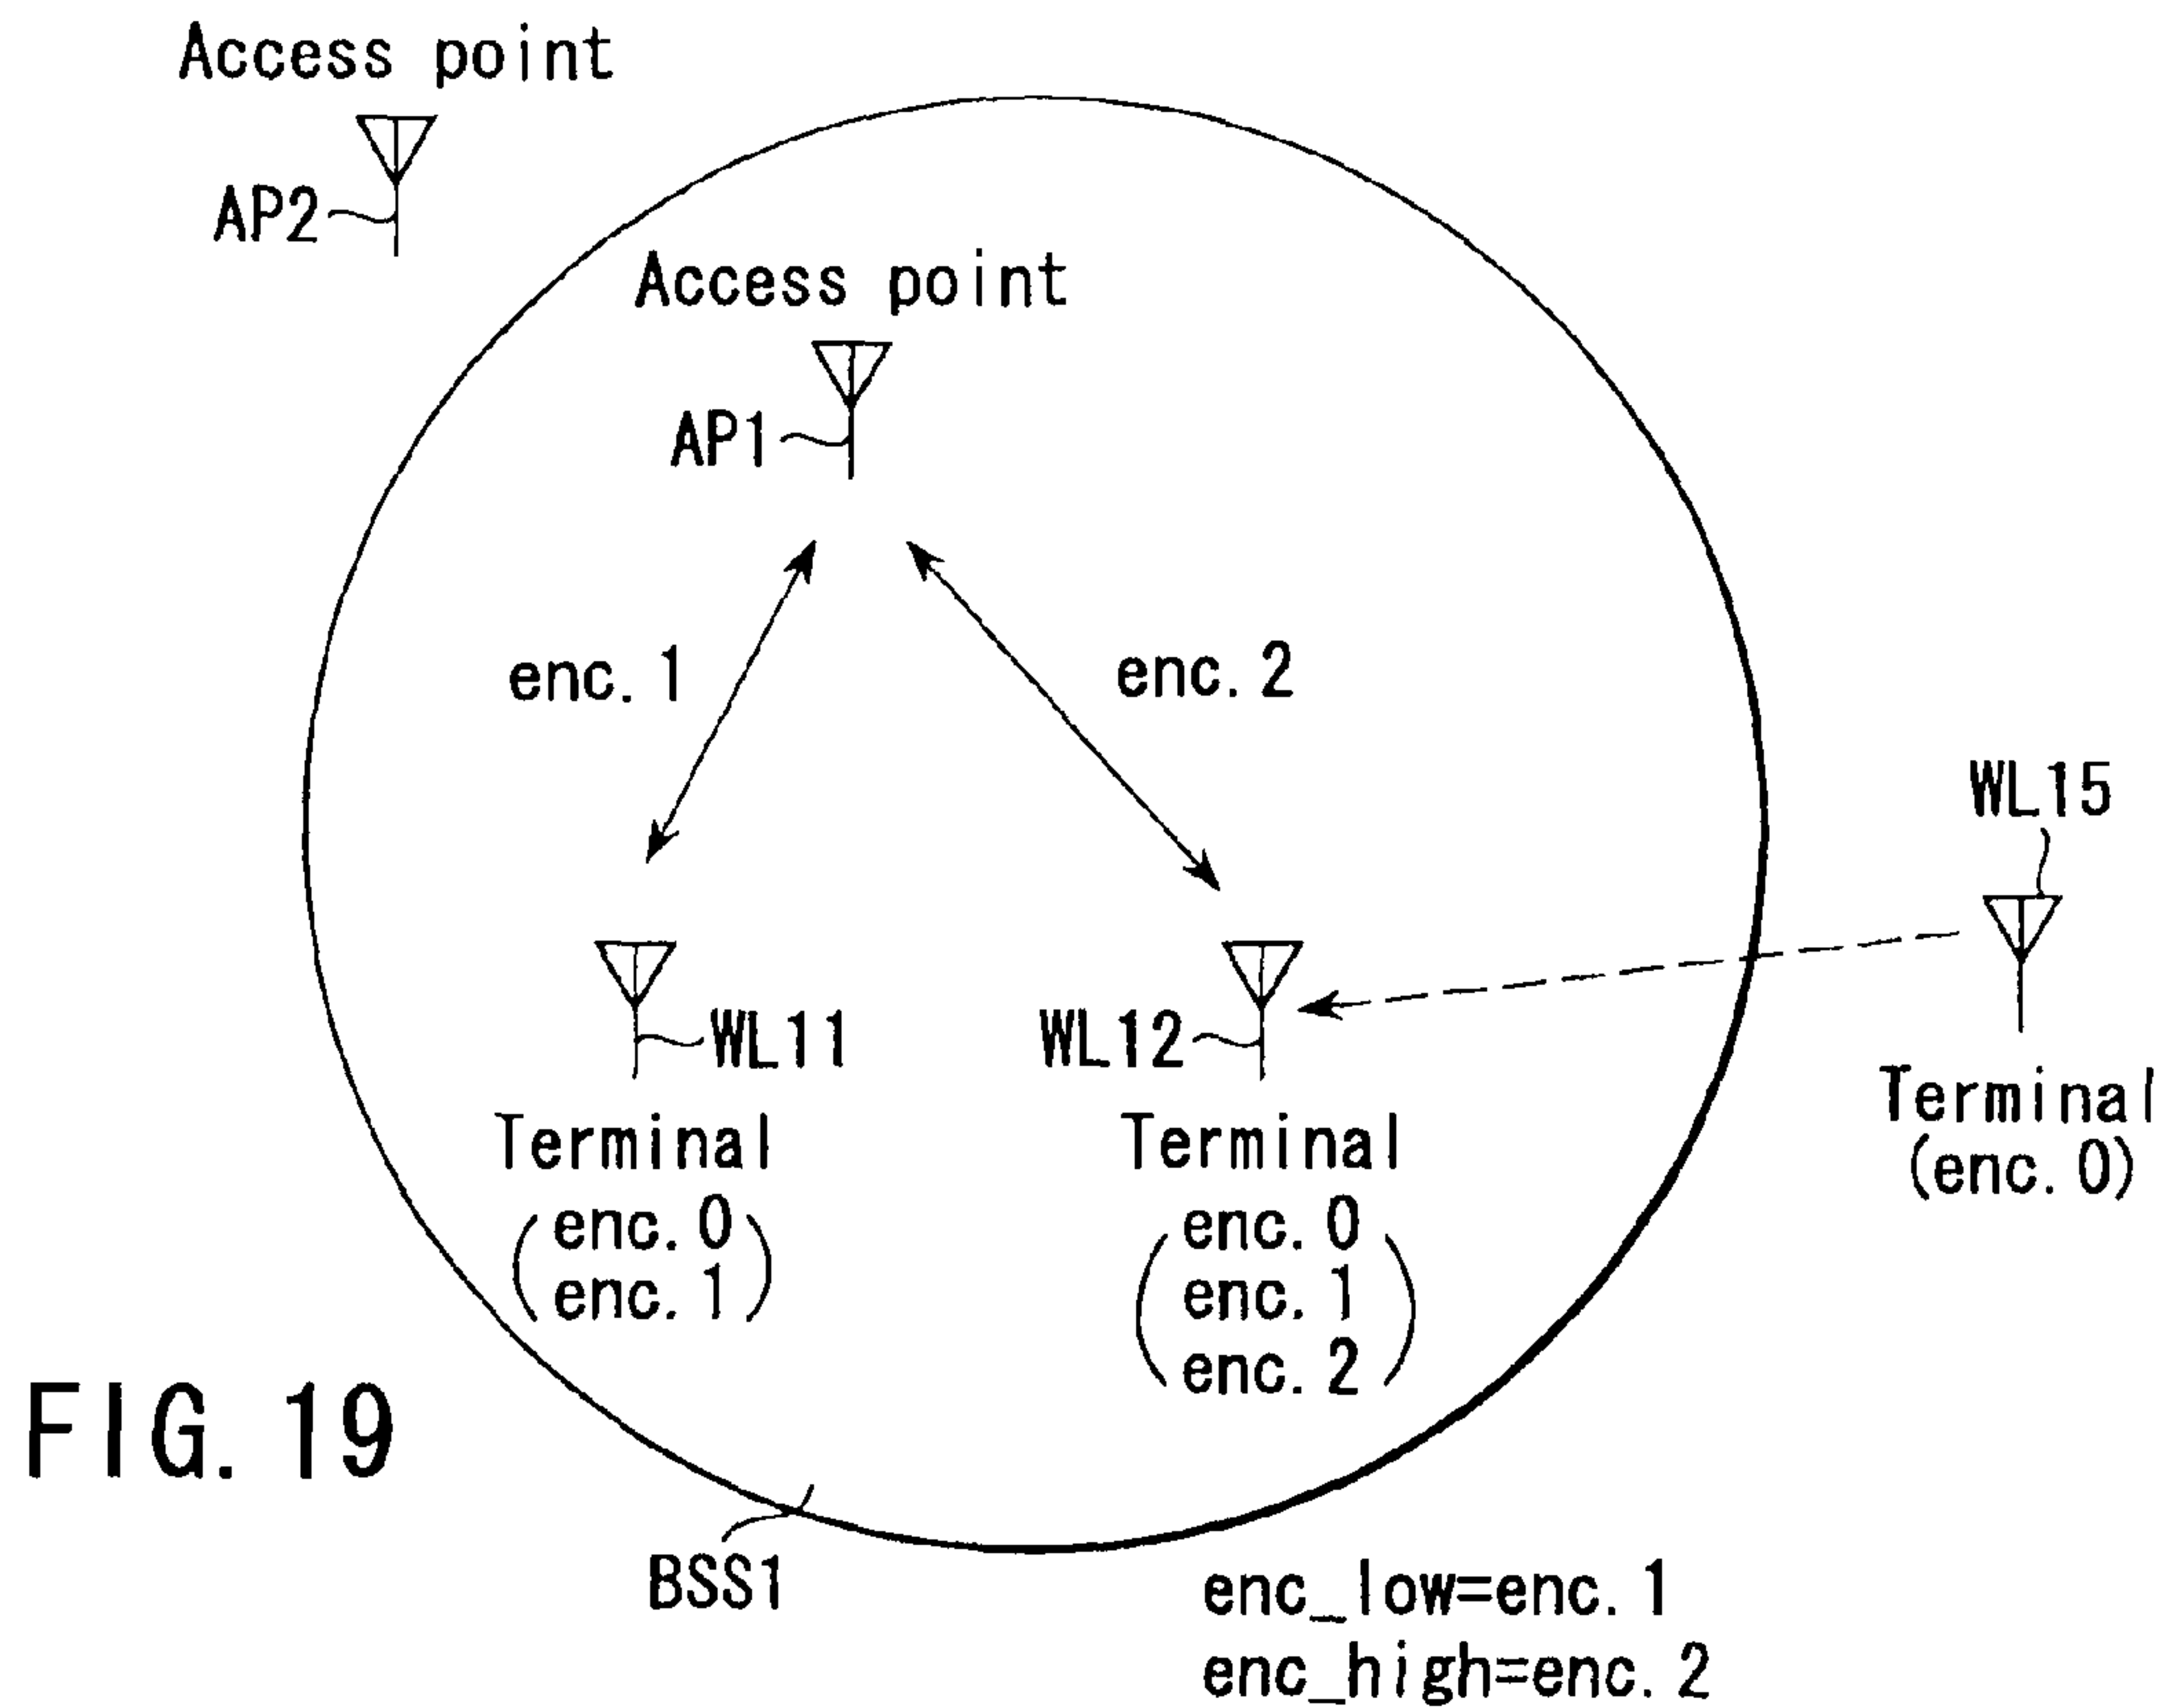 Access point
AP2
Access point
AP1
enc. 1
enc. 2
WL15
WL11
WL12
Terminal
(enc. 0)
Terminal
(enc. 0
enc. 1)
Terminal
(enc. 0
enc. 1
enc. 2)
FIG. 19
BSS1
enc_low=enc. 1
enc_high=enc. 2